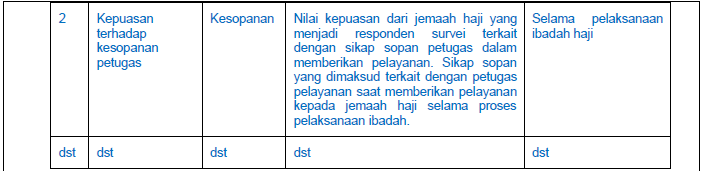 2 Kepuasan Kesopanan Nilai kepuasan dari jemaah haji yang Selama pelaksanaan
terhadap menjadi responden survei terkait ibadah haji
kesopanan dengan sikap sopan petugas dalam
petugas memberikan pelayanan. Sikap sopan
yang dimaksud terkait dengan petugas
pelayanan saat memberikan pelayanan
kepada jemaah haji selama proses
pelaksanaan ibadah.
dst dst dst dst dst